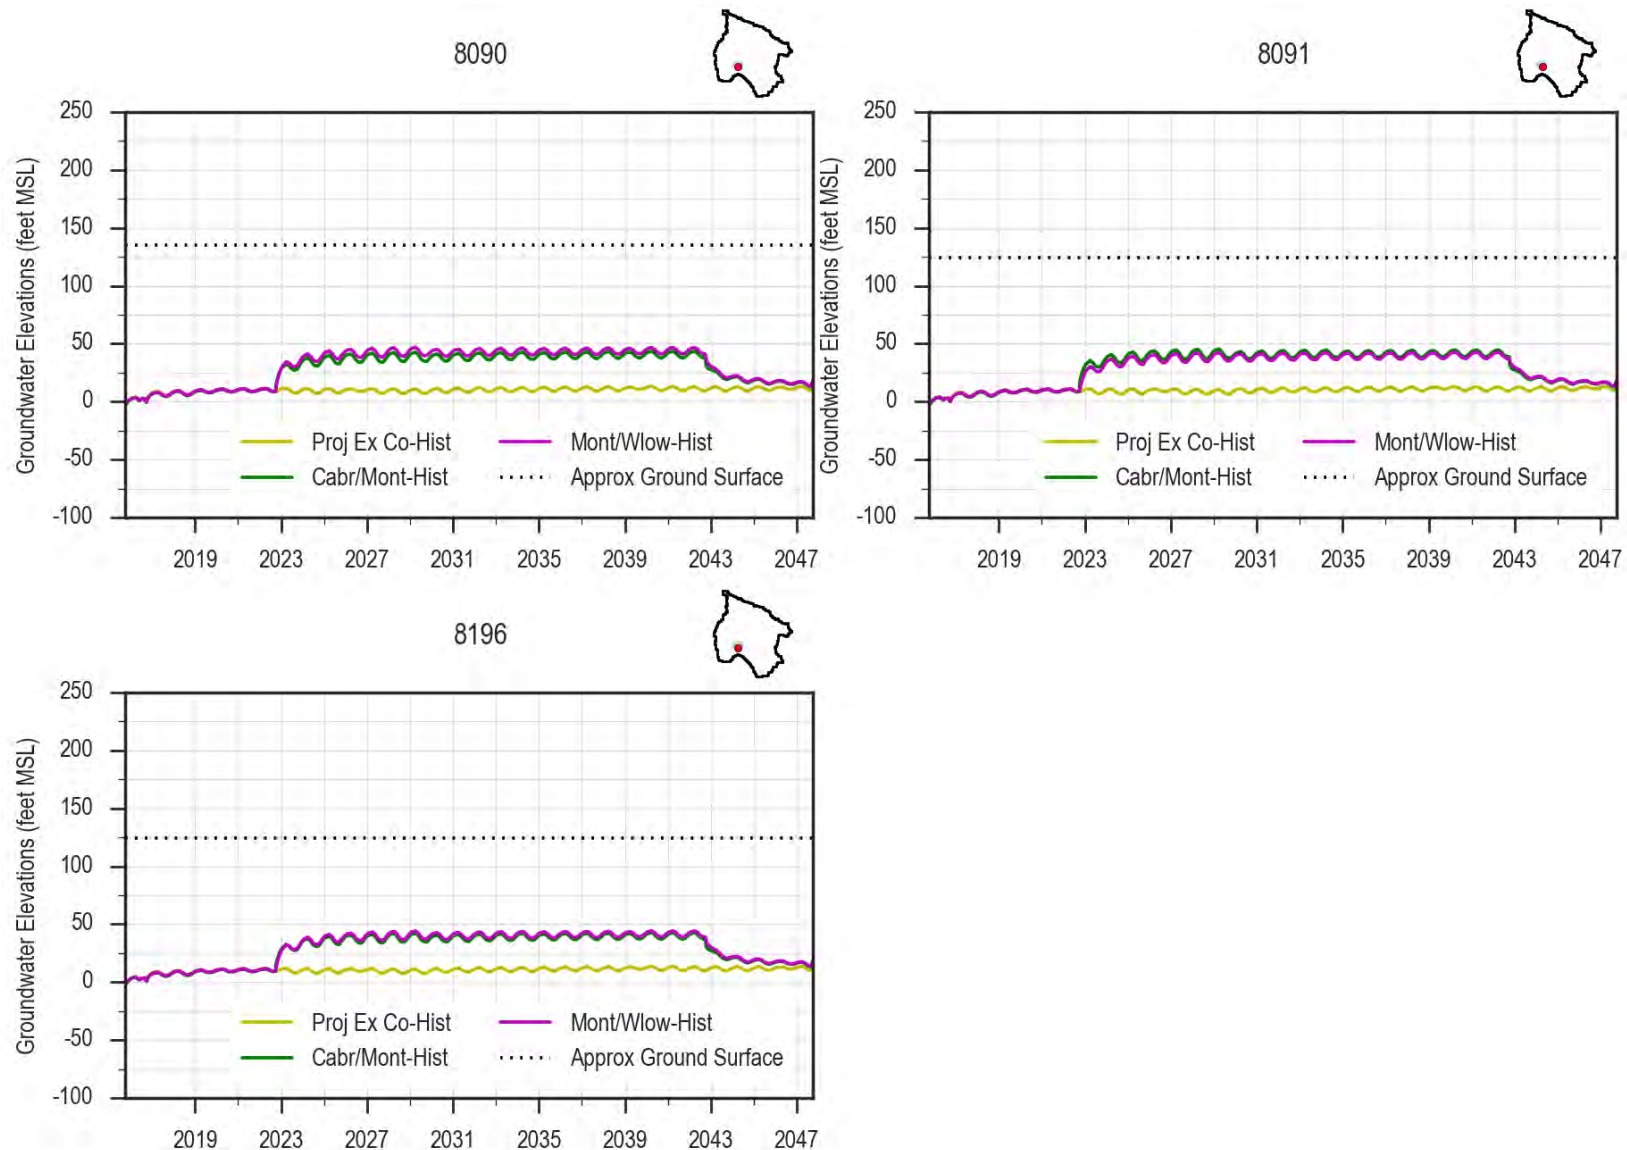 8090
250
200
150
100
50
0
-50
-100
Groundwater Elevations (feet MSL)
Proj Ex Co-Hist
Mont/Wlow-Hist
Cabr/Mont-Hist
Approx Ground Surface
2019 2023 2027 2031 2035 2039 2043 2047
8091
250
200
150
100
50
0
-50
-100
Groundwater Elevations (feet MSL)
Proj Ex Co-Hist
Mont/Wlow-Hist
Cabr/Mont-Hist
Approx Ground Surface
2019 2023 2027 2031 2035 2039 2043 2047
8196
250
200
150
100
50
0
-50
-100
Groundwater Elevations (feet MSL)
Proj Ex Co-Hist
Mont/Wlow-Hist
Cabr/Mont-Hist
Approx Ground Surface
2019 2023 2027 2031 2035 2039 2043 2047